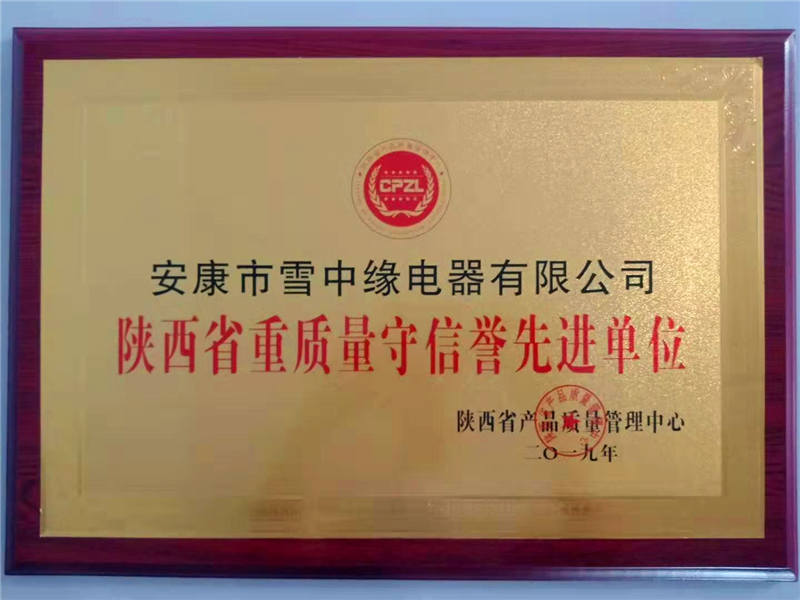 CPZL
安康市雪中缘电器有限公司
陕西省重质量守信誉先进单位
陕西省产品质量管理中心
二〇一九年